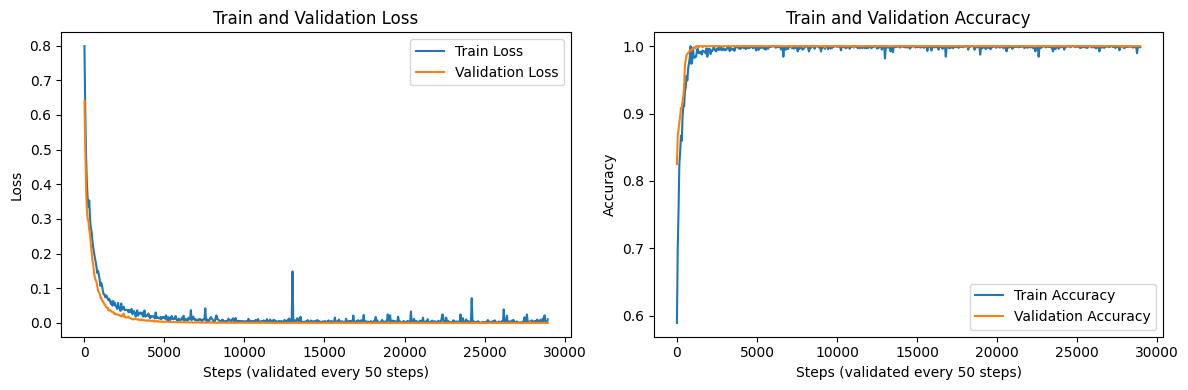 Train and Validation Loss
Loss
0.8
0.7
0.6
0.5
0.4
0.3
0.2
0.1
0.0
Train Loss
Validation Loss
0 5000 10000 15000 20000 25000 30000
Steps (validated every 50 steps)
Train and Validation Accuracy
Accuracy
1.0
0.9
0.8
0.7
0.6
Train Accuracy
Validation Accuracy
0 5000 10000 15000 20000 25000 30000
Steps (validated every 50 steps)